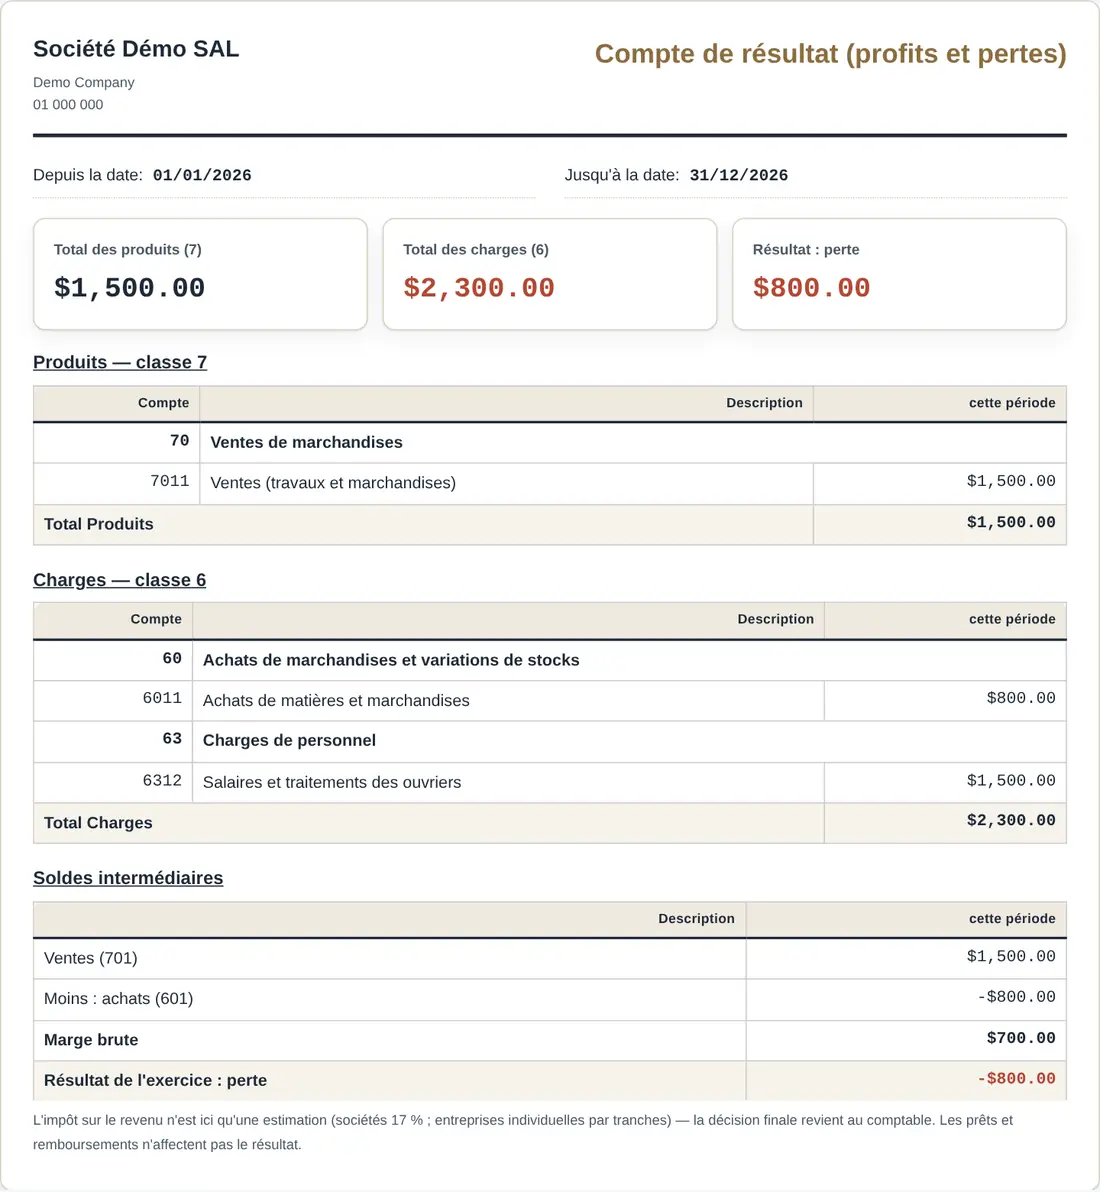 Société Démo SAL
Compte de résultat (profits et pertes)
Demo Company
01 000 000
Depuis la date: 01/01/2026
Jusqu'à la date: 31/12/2026
Total des produits (7)
$1,500.00
Total des charges (6)
$2,300.00
Résultat : perte
$800.00
Produits — classe 7
Compte Description cette période
70 Ventes de marchandises
7011 Ventes (travaux et marchandises) $1,500.00
Total Produits $1,500.00
Charges — classe 6
Compte Description cette période
60 Achats de marchandises et variations de stocks
6011 Achats de matières et marchandises $800.00
63 Charges de personnel
6312 Salaires et traitements des ouvriers $1,500.00
Total Charges $2,300.00
Soldes intermédiaires
Description cette période
Ventes (701) $1,500.00
Moins : achats (601) -$800.00
Marge brute $700.00
Résultat de l'exercice : perte -$800.00
L'impôt sur le revenu n'est ici qu'une estimation (sociétés 17 % ; entreprises individuelles par tranches) — la décision finale revient au comptable. Les prêts et
remboursements n'affectent pas le résultat.